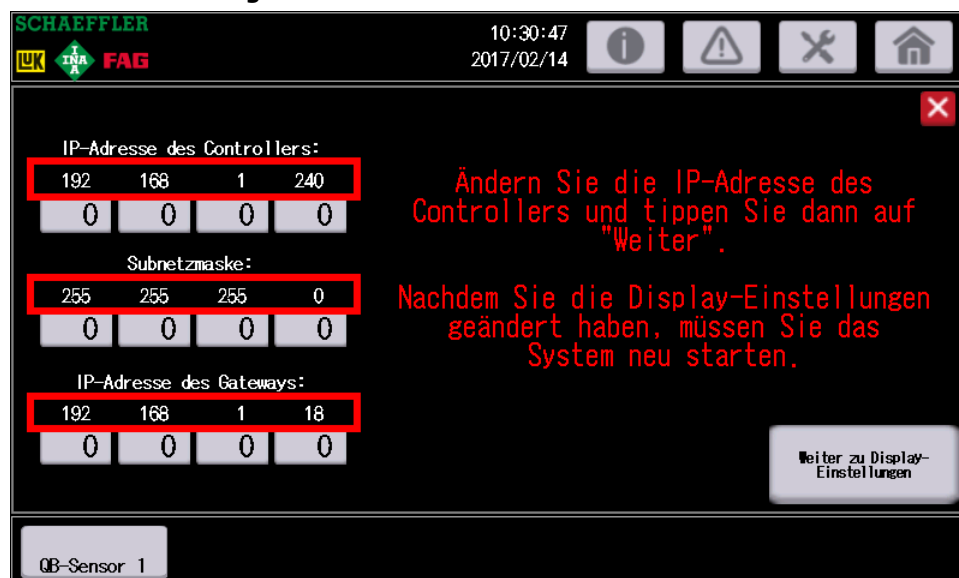 SCHAEFFLER
LUK INA FAG
10:30:47
2017/02/14
IP-Adresse des Controllers:
192 168 1 240
0 0 0 0
Subnetzmaske:
255 255 255 0
0 0 0 0
IP-Adresse des Gateways:
192 168 1 18
0 0 0 0
Ändern Sie die IP-Adresse des
Controllers und tippen Sie dann auf
"Weiter".
Nachdem Sie die Display-Einstellungen
geändert haben, müssen Sie das
System neu starten.
Weiter zu Display-
Einstellungen
QB-Sensor 1